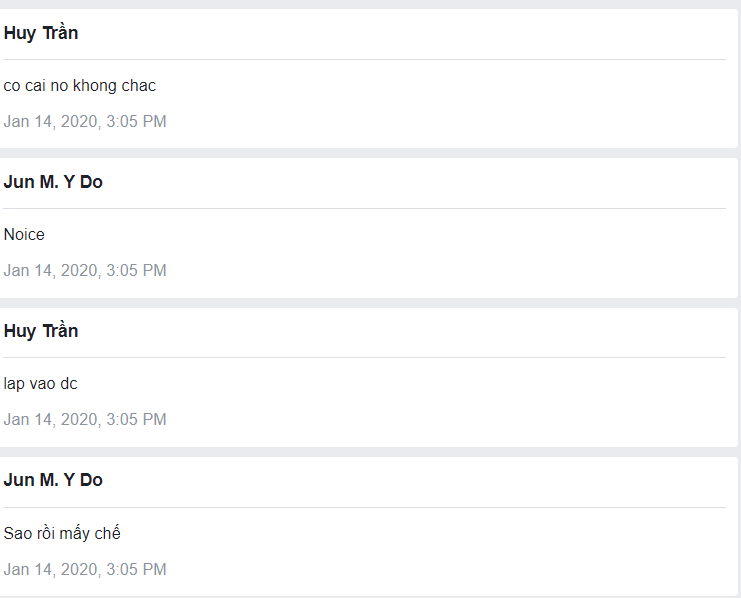 Huy Trần
co cai no khong chac
Jan 14, 2020, 3:05 PM
Jun M. Y Do
Noice
Jan 14, 2020, 3:05 PM
Huy Trần
lap vao dc
Jan 14, 2020, 3:05 PM
Jun M. Y Do
Sao rồi mấy chế
Jan 14, 2020, 3:05 PM